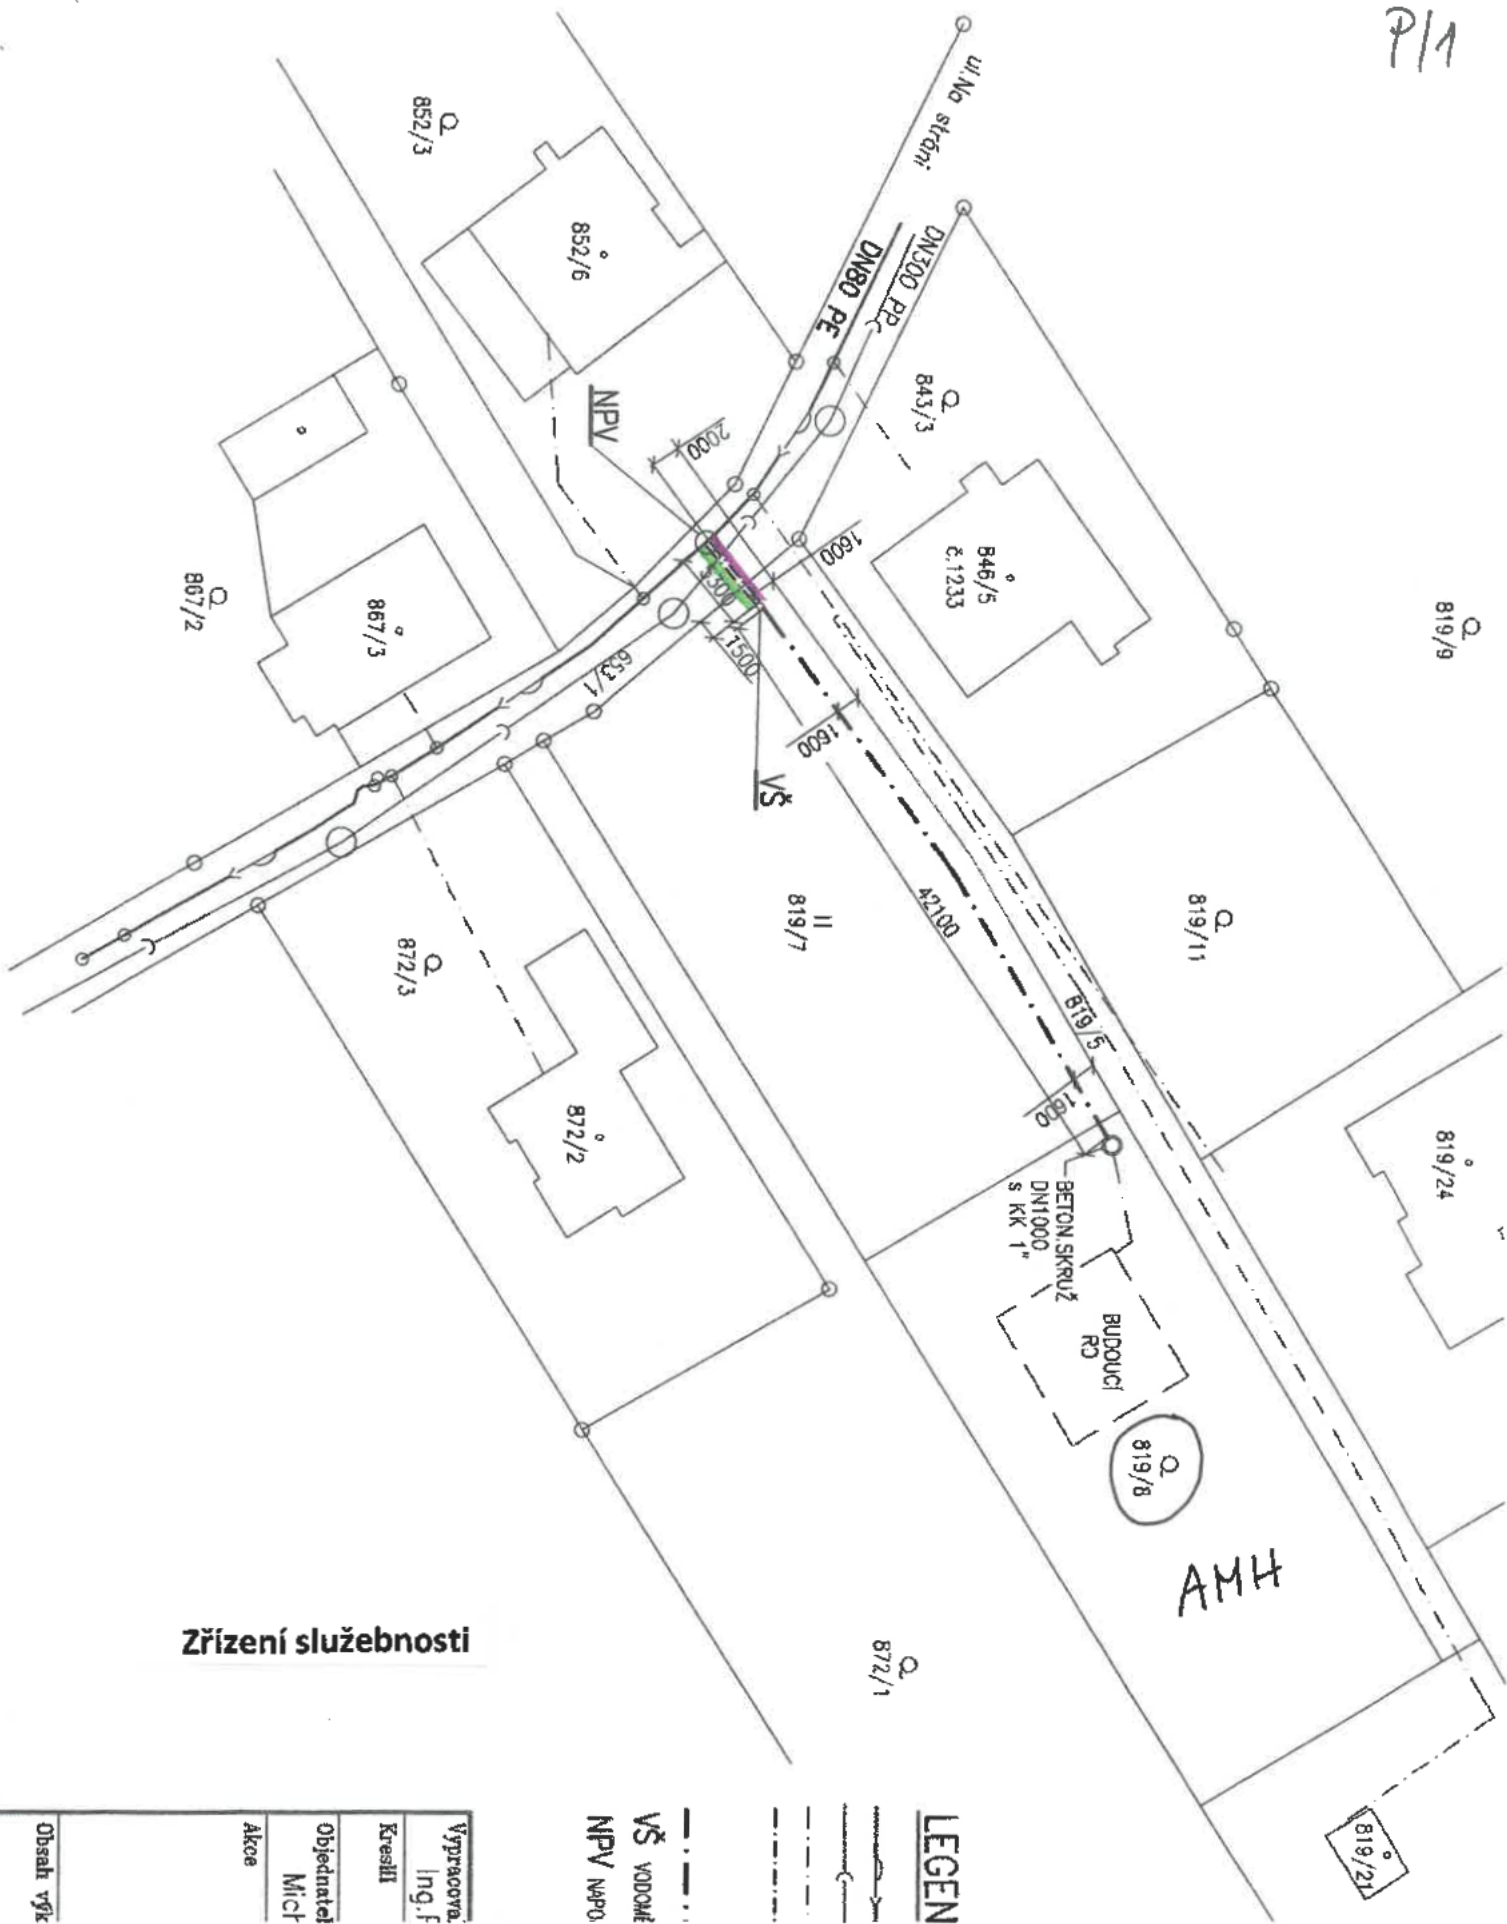 P/1
ul.Na stráni
852/3
852/6
DN300 PP
DN80 PE
843/3
NPV
2000
1600
846/5
č.1233
819/9
867/2
867/3
3300
1500
653/1
1600
VŠ
819/7
42100
819/11
872/3
819/5
872/2
1600
819/24
BETON.SKRUŽ
DN1000
s KK 1"
BUDOUCÍ
RD
819/8
AMH
Zřízení služebnosti
872/1
819/21
LEGEN
VŠ VODOMĚ
NPV NAPO
Vypracoval
Ing.
Kreslil
Objednatel
Mich
Akce
Obsah výk